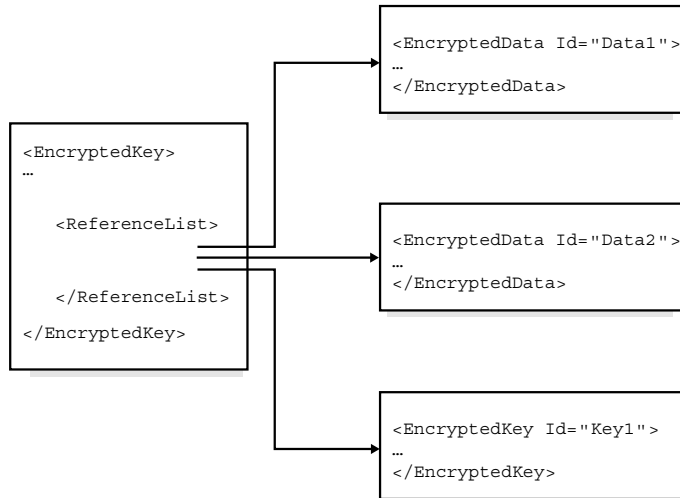 <EncryptedKey>
…
<ReferenceList>
</ReferenceList>
</EncryptedKey>
<EncryptedData Id="Data1">
…
</EncryptedData>
<EncryptedData Id="Data2">
…
</EncryptedData>
<EncryptedKey Id="Key1">
…
</EncryptedKey>